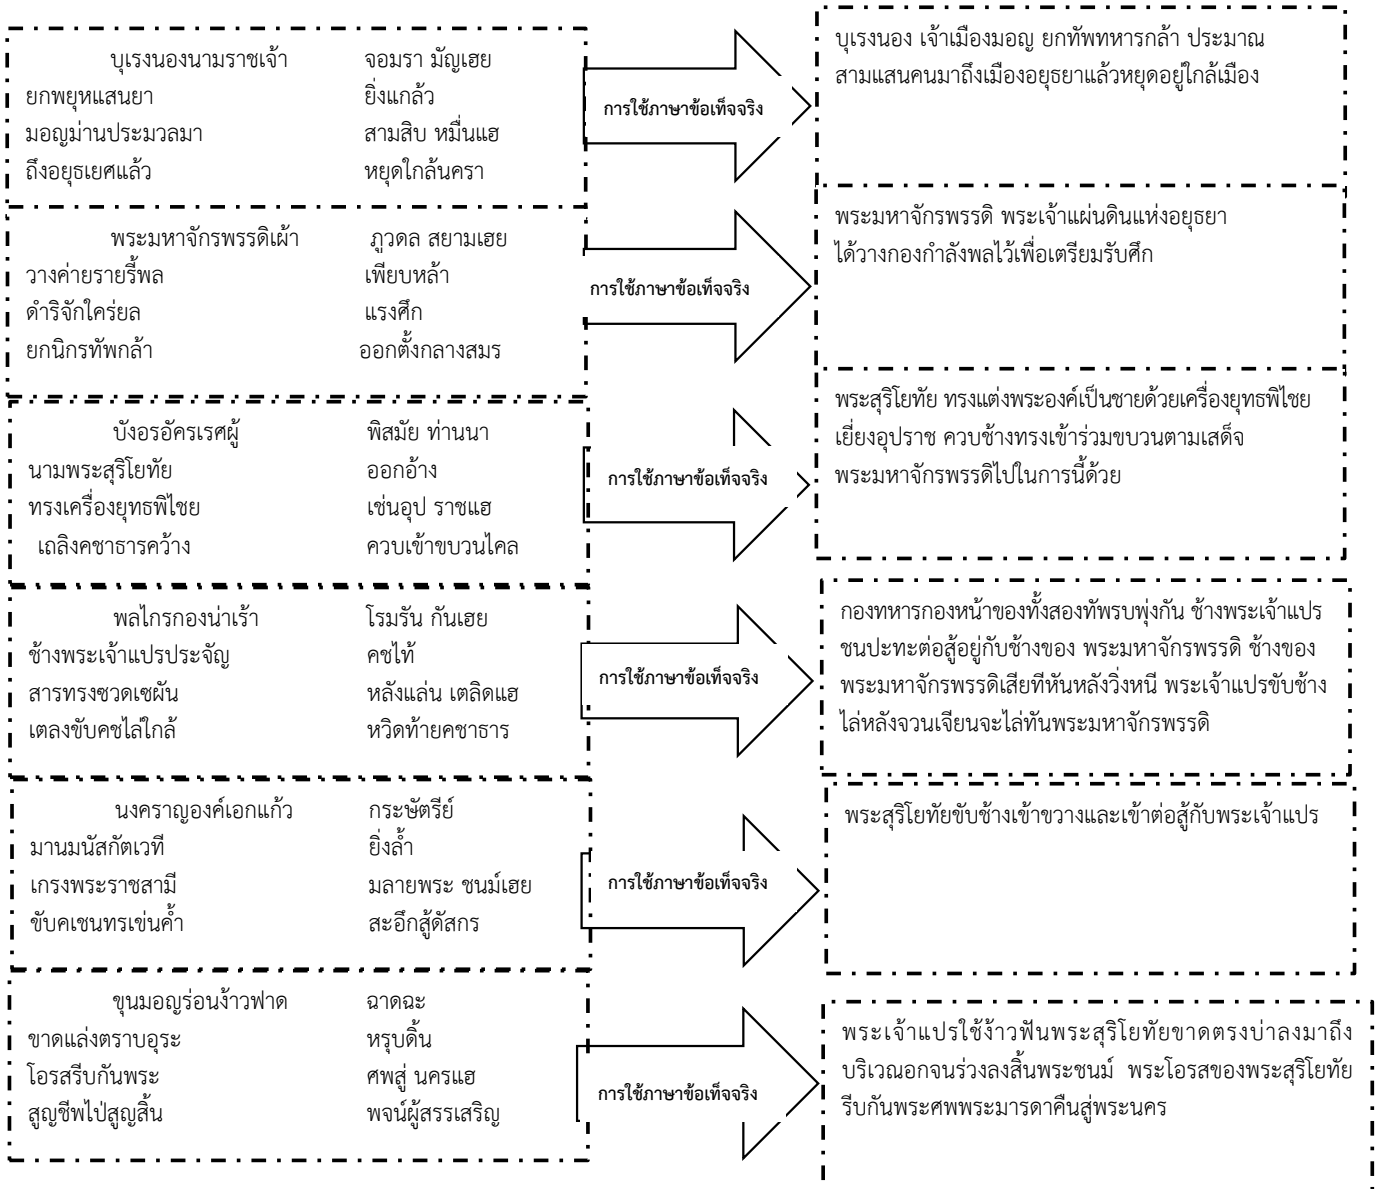 บุเรงนองนามราชเจ้า จอมรา มัญเฮย
ยกพยุหแสนยา ยิ่งแกล้ว
มอญม่านประมวลมา สามสิบ หมื่นแฮ
ถึงอยุธเยศแล้ว หยุดใกล้นครา
การใช้ภาษาข้อเท็จจริง
บุเรงนอง เจ้าเมืองมอญ ยกทัพทหารกล้า ประมาณ
สามแสนคนมาถึงเมืองอยุธยาแล้วหยุดอยู่ใกล้เมือง
พระมหาจักรพรรดิเผ้า ภูวดล สยามเฮย
วางค่ายรายรี้พล เพียบหล้า
ดำริจักใคร่ยล แรงศึก
ยกนิกรทัพกล้า ออกตั้งกลางสมร
การใช้ภาษาข้อเท็จจริง
พระมหาจักรพรรดิ พระเจ้าแผ่นดินแห่งอยุธยา
ได้วางกองกำลังพลไว้เพื่อเตรียมรับศึก
บังอรอัครเรศผู้ พิสมัย ท่านนา
นามพระสุริโยทัย ออกอ้าง
ทรงเครื่องยุทธพิไชย เช่นอุป ราชแฮ
เถลิงคชาธารคว้าง ควบเข้าขบวนไคล
การใช้ภาษาข้อเท็จจริง
พระสุริโยทัย ทรงแต่งพระองค์เป็นชายด้วยเครื่องยุทธพิไชย
เยี่ยงอุปราช ควบช้างทรงเข้าร่วมขบวนตามเสด็จ
พระมหาจักรพรรดิไปในการนี้ด้วย
พลไกรกองน่าเร้า โรมรัน กันเฮย
ช้างพระเจ้าแปรประจัญ คชไท้
สารทรงซวดเซผัน หลังแล่น เตลิดแฮ
เตลงขับคชไล่ใกล้ หวิดท้ายคชาธาร
การใช้ภาษาข้อเท็จจริง
กองทหารกองหน้าของทั้งสองทัพรบพุ่งกัน ช้างพระเจ้าแปร
ชนปะทะต่อสู้อยู่กับช้างของ พระมหาจักรพรรดิ ช้างของ
พระมหาจักรพรรดิเสียทีหันหลังวิ่งหนี พระเจ้าแปรขับช้าง
ไล่หลังจวนเจียนจะไล่ทันพระมหาจักรพรรดิ
นงคราญองค์เอกแก้ว กระษัตรีย์
มานมนัสกัตเวที ยิ่งล้ำ
เกรงพระราชสามี มลายพระ ชนม์เฮย
ขับคเชนทรเข่นค้ำ สะอึกสู้ดัสกร
การใช้ภาษาข้อเท็จจริง
พระสุริโยทัยขับช้างเข้าขวางและเข้าต่อสู้กับพระเจ้าแปร
ขุนมอญร่อนง้าวฟาด ฉาดฉะ
ขาดแล่งตราบอุระ หรุบดิ้น
โอรสรีบกันพระ ศพสู่ นครแฮ
สูญชีพไป่สูญสิ้น พจน์ผู้สรรเสริญ
การใช้ภาษาข้อเท็จจริง
พระเจ้าแปรใช้ง้าวฟันพระสุริโยทัยขาดตรงบ่าลงมาถึง
บริเวณอกจนร่วงลงสิ้นพระชนม์ พระโอรสของพระสุริโยทัย
รีบกันพระศพพระมารดาคืนสู่พระนคร